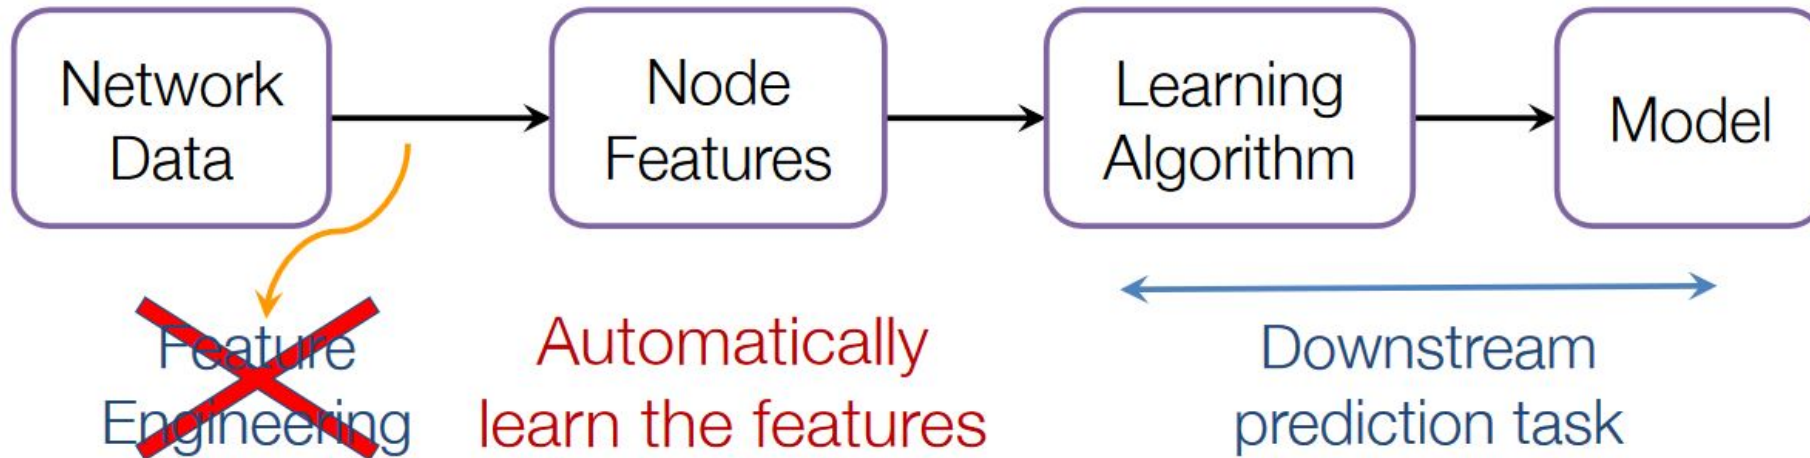 Network
Data
Node
Features
Learning
Algorithm
Model
Feature
Engineering
Automatically
learn the features
Downstream
prediction task